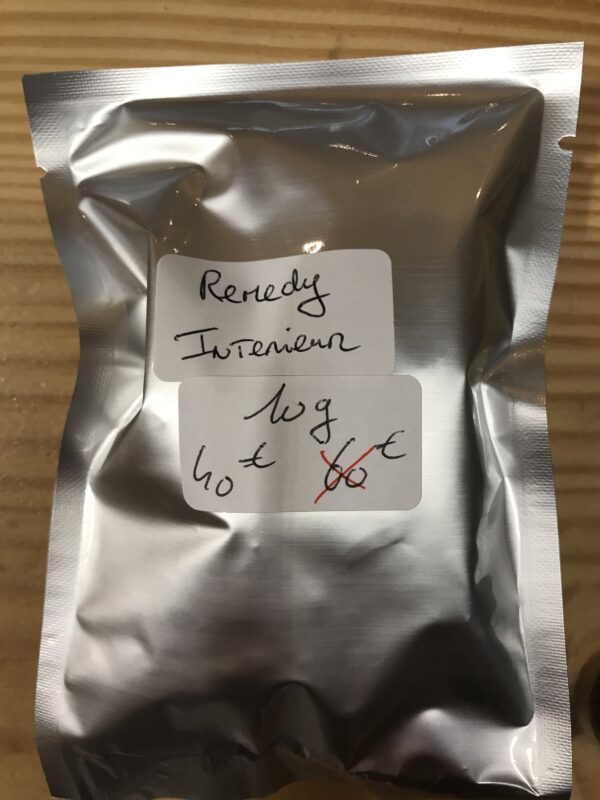 Remedy
Interieur
10g
40€ 60€